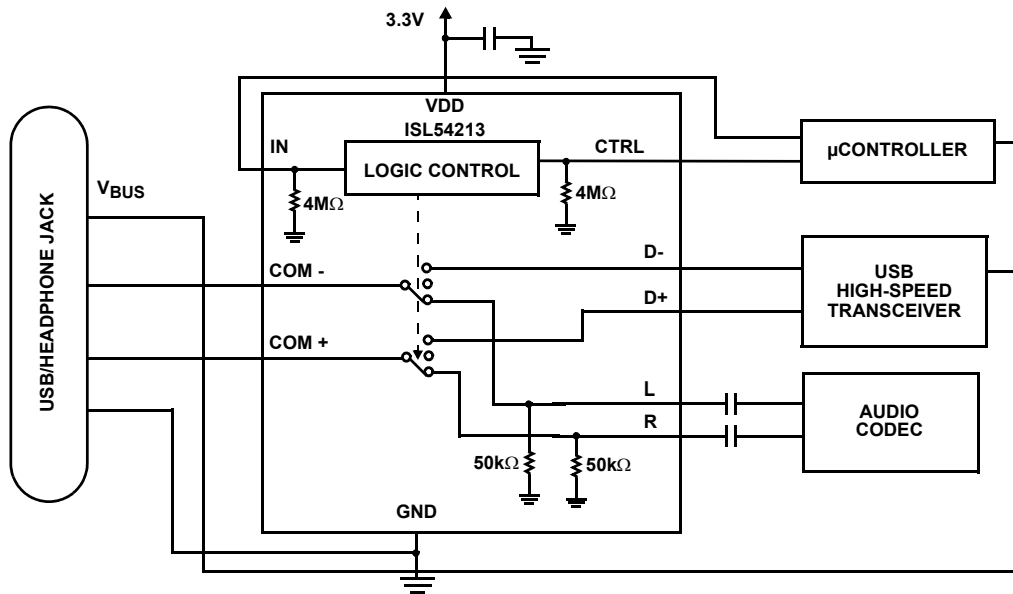 3.3V
VDD
ISL54213
IN
LOGIC CONTROL
CTRL
4MΩ
4MΩ
µCONTROLLER
VBUS
USB/HEADPHONE JACK
COM -
COM +
D-
D+
USB
HIGH-SPEED
TRANSCEIVER
L
R
AUDIO
CODEC
50kΩ
50kΩ
GND